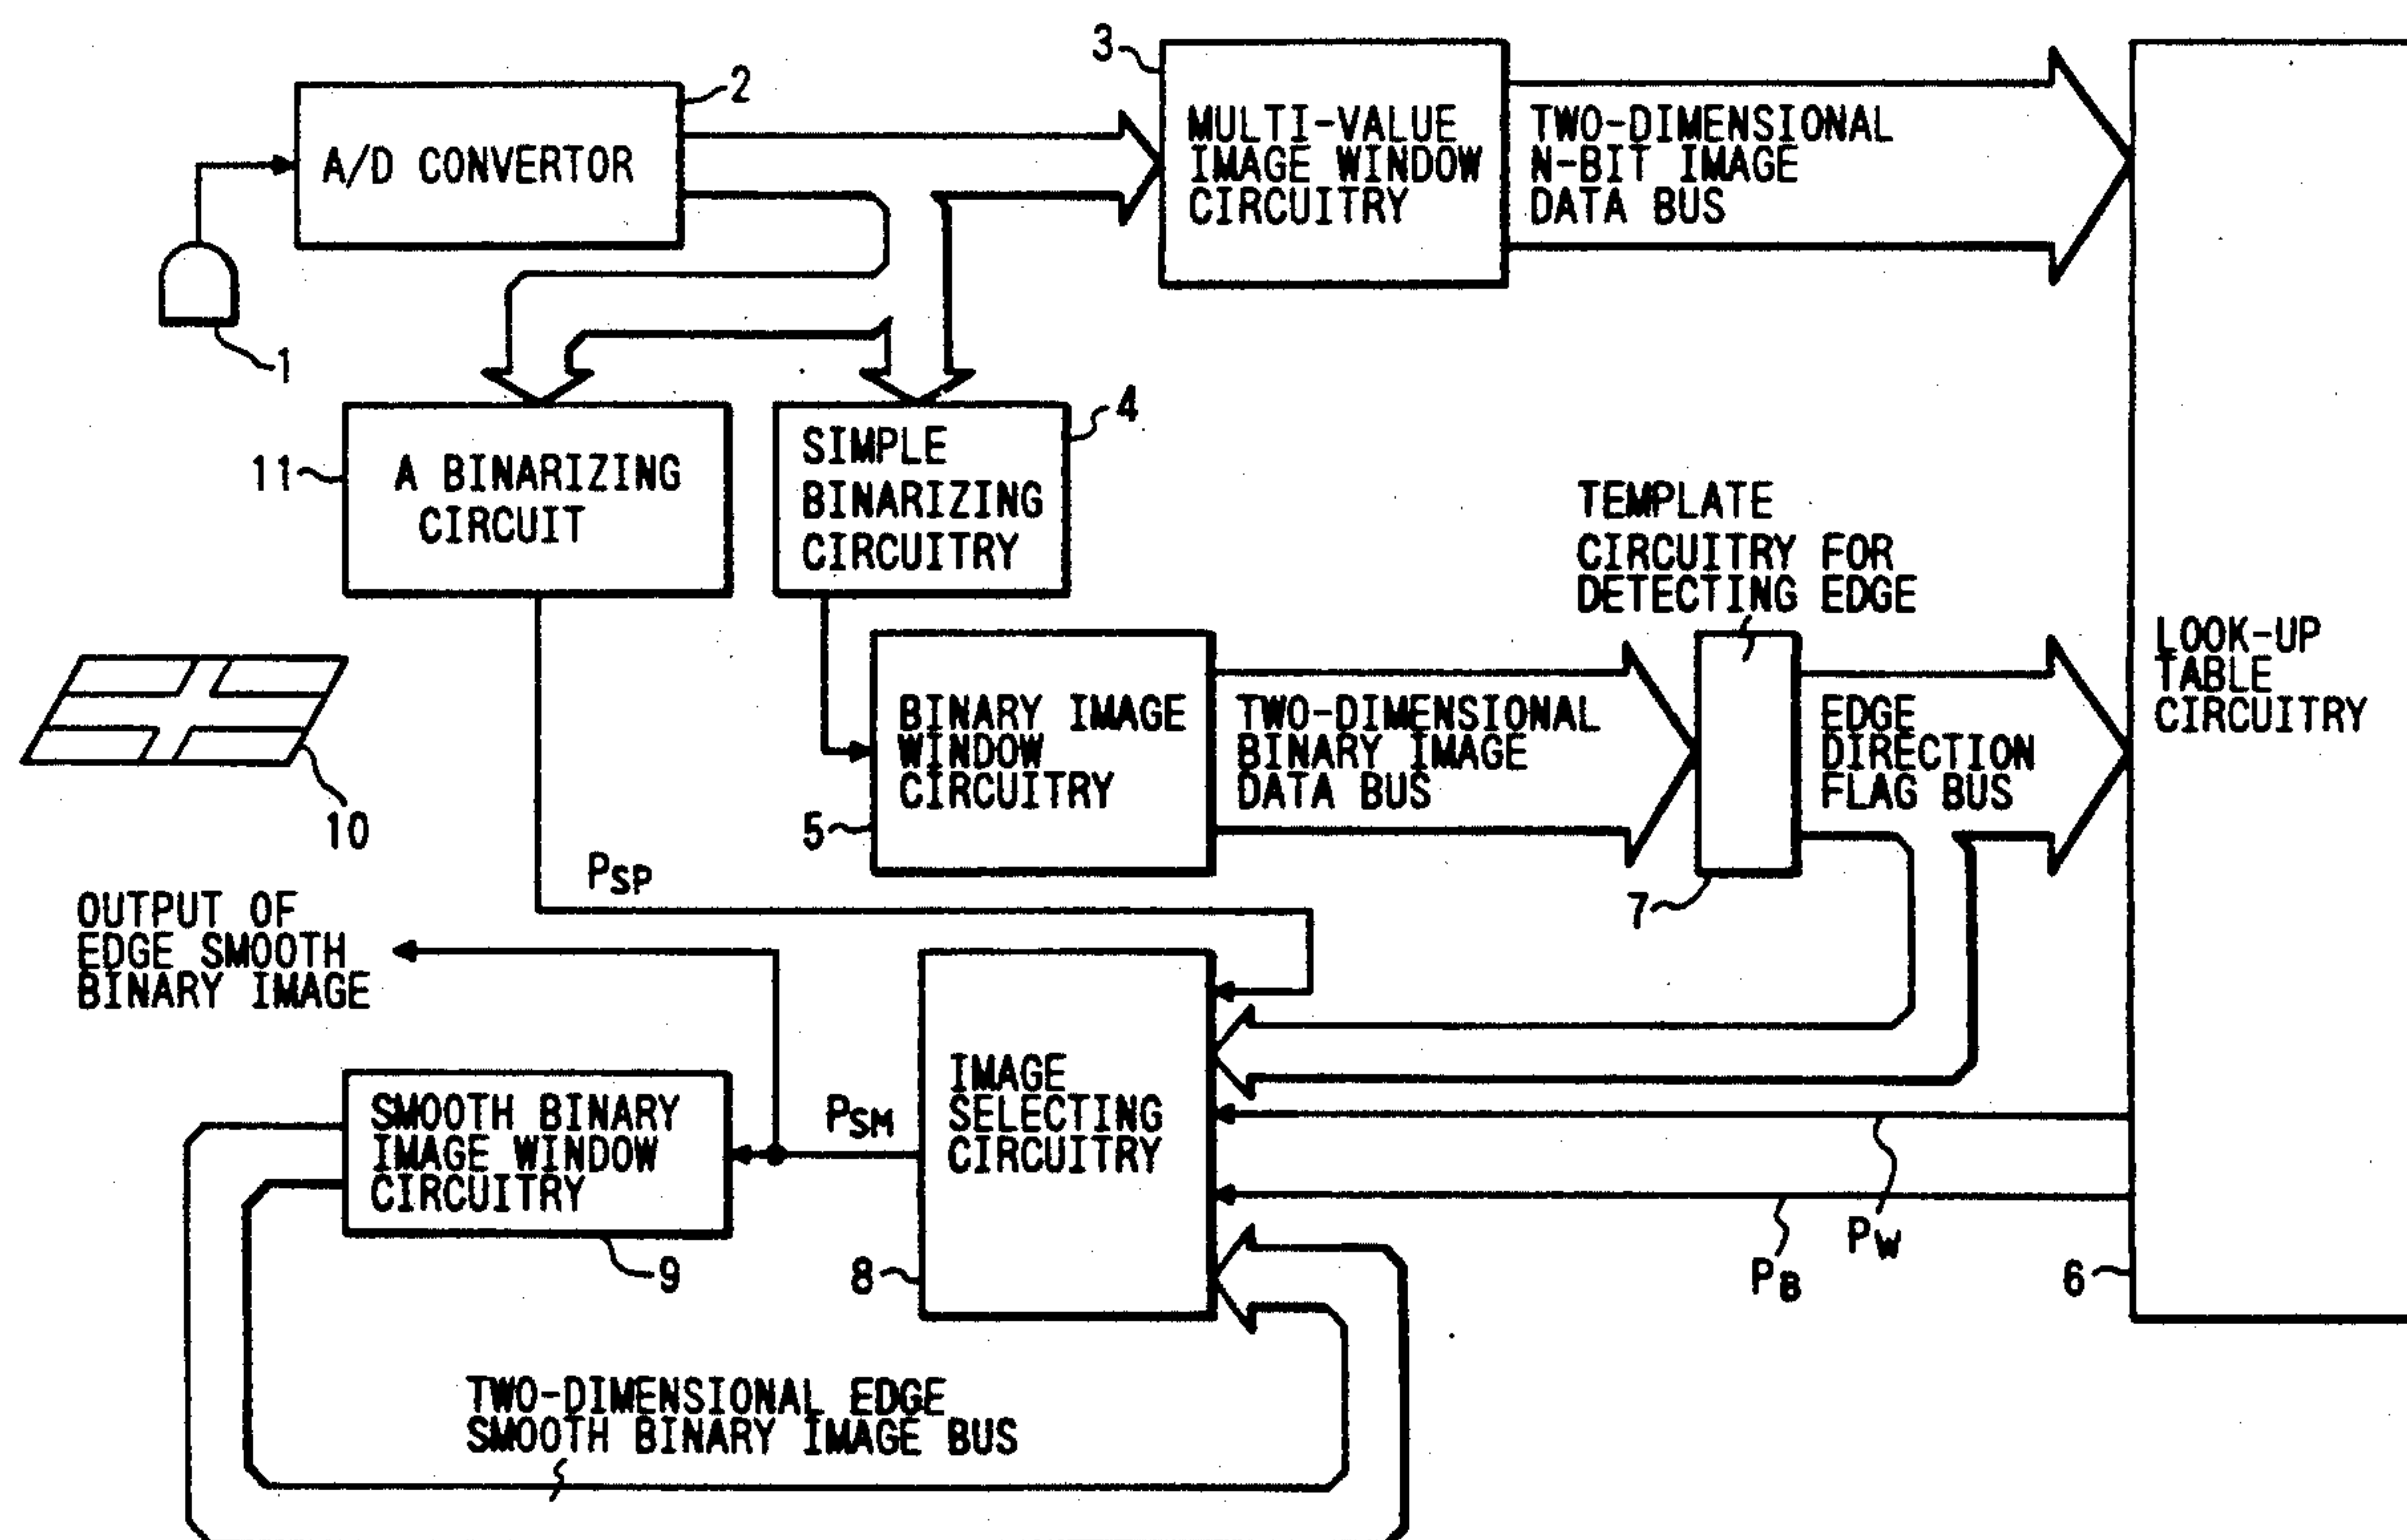 3
2
A/D CONVERTOR
MULTI-VALUE
IMAGE WINDOW
CIRCUITRY
TWO-DIMENSIONAL
N-BIT IMAGE
DATA BUS
1
4
11
A BINARIZING
CIRCUIT
SIMPLE
BINARIZING
CIRCUITRY
TEMPLATE
CIRCUITRY FOR
DETECTING EDGE
LOOK-UP
TABLE
CIRCUITRY
BINARY IMAGE
WINDOW
CIRCUITRY
TWO-DIMENSIONAL
BINARY IMAGE
DATA BUS
EDGE
DIRECTION
FLAG BUS
10
5
7
PSP
OUTPUT OF
EDGE SMOOTH
BINARY IMAGE
IMAGE
SELECTING
CIRCUITRY
SMOOTH BINARY
IMAGE WINDOW
CIRCUITRY
PSM
PW
PB
9
8
6
TWO-DIMENSIONAL EDGE
SMOOTH BINARY IMAGE BUS